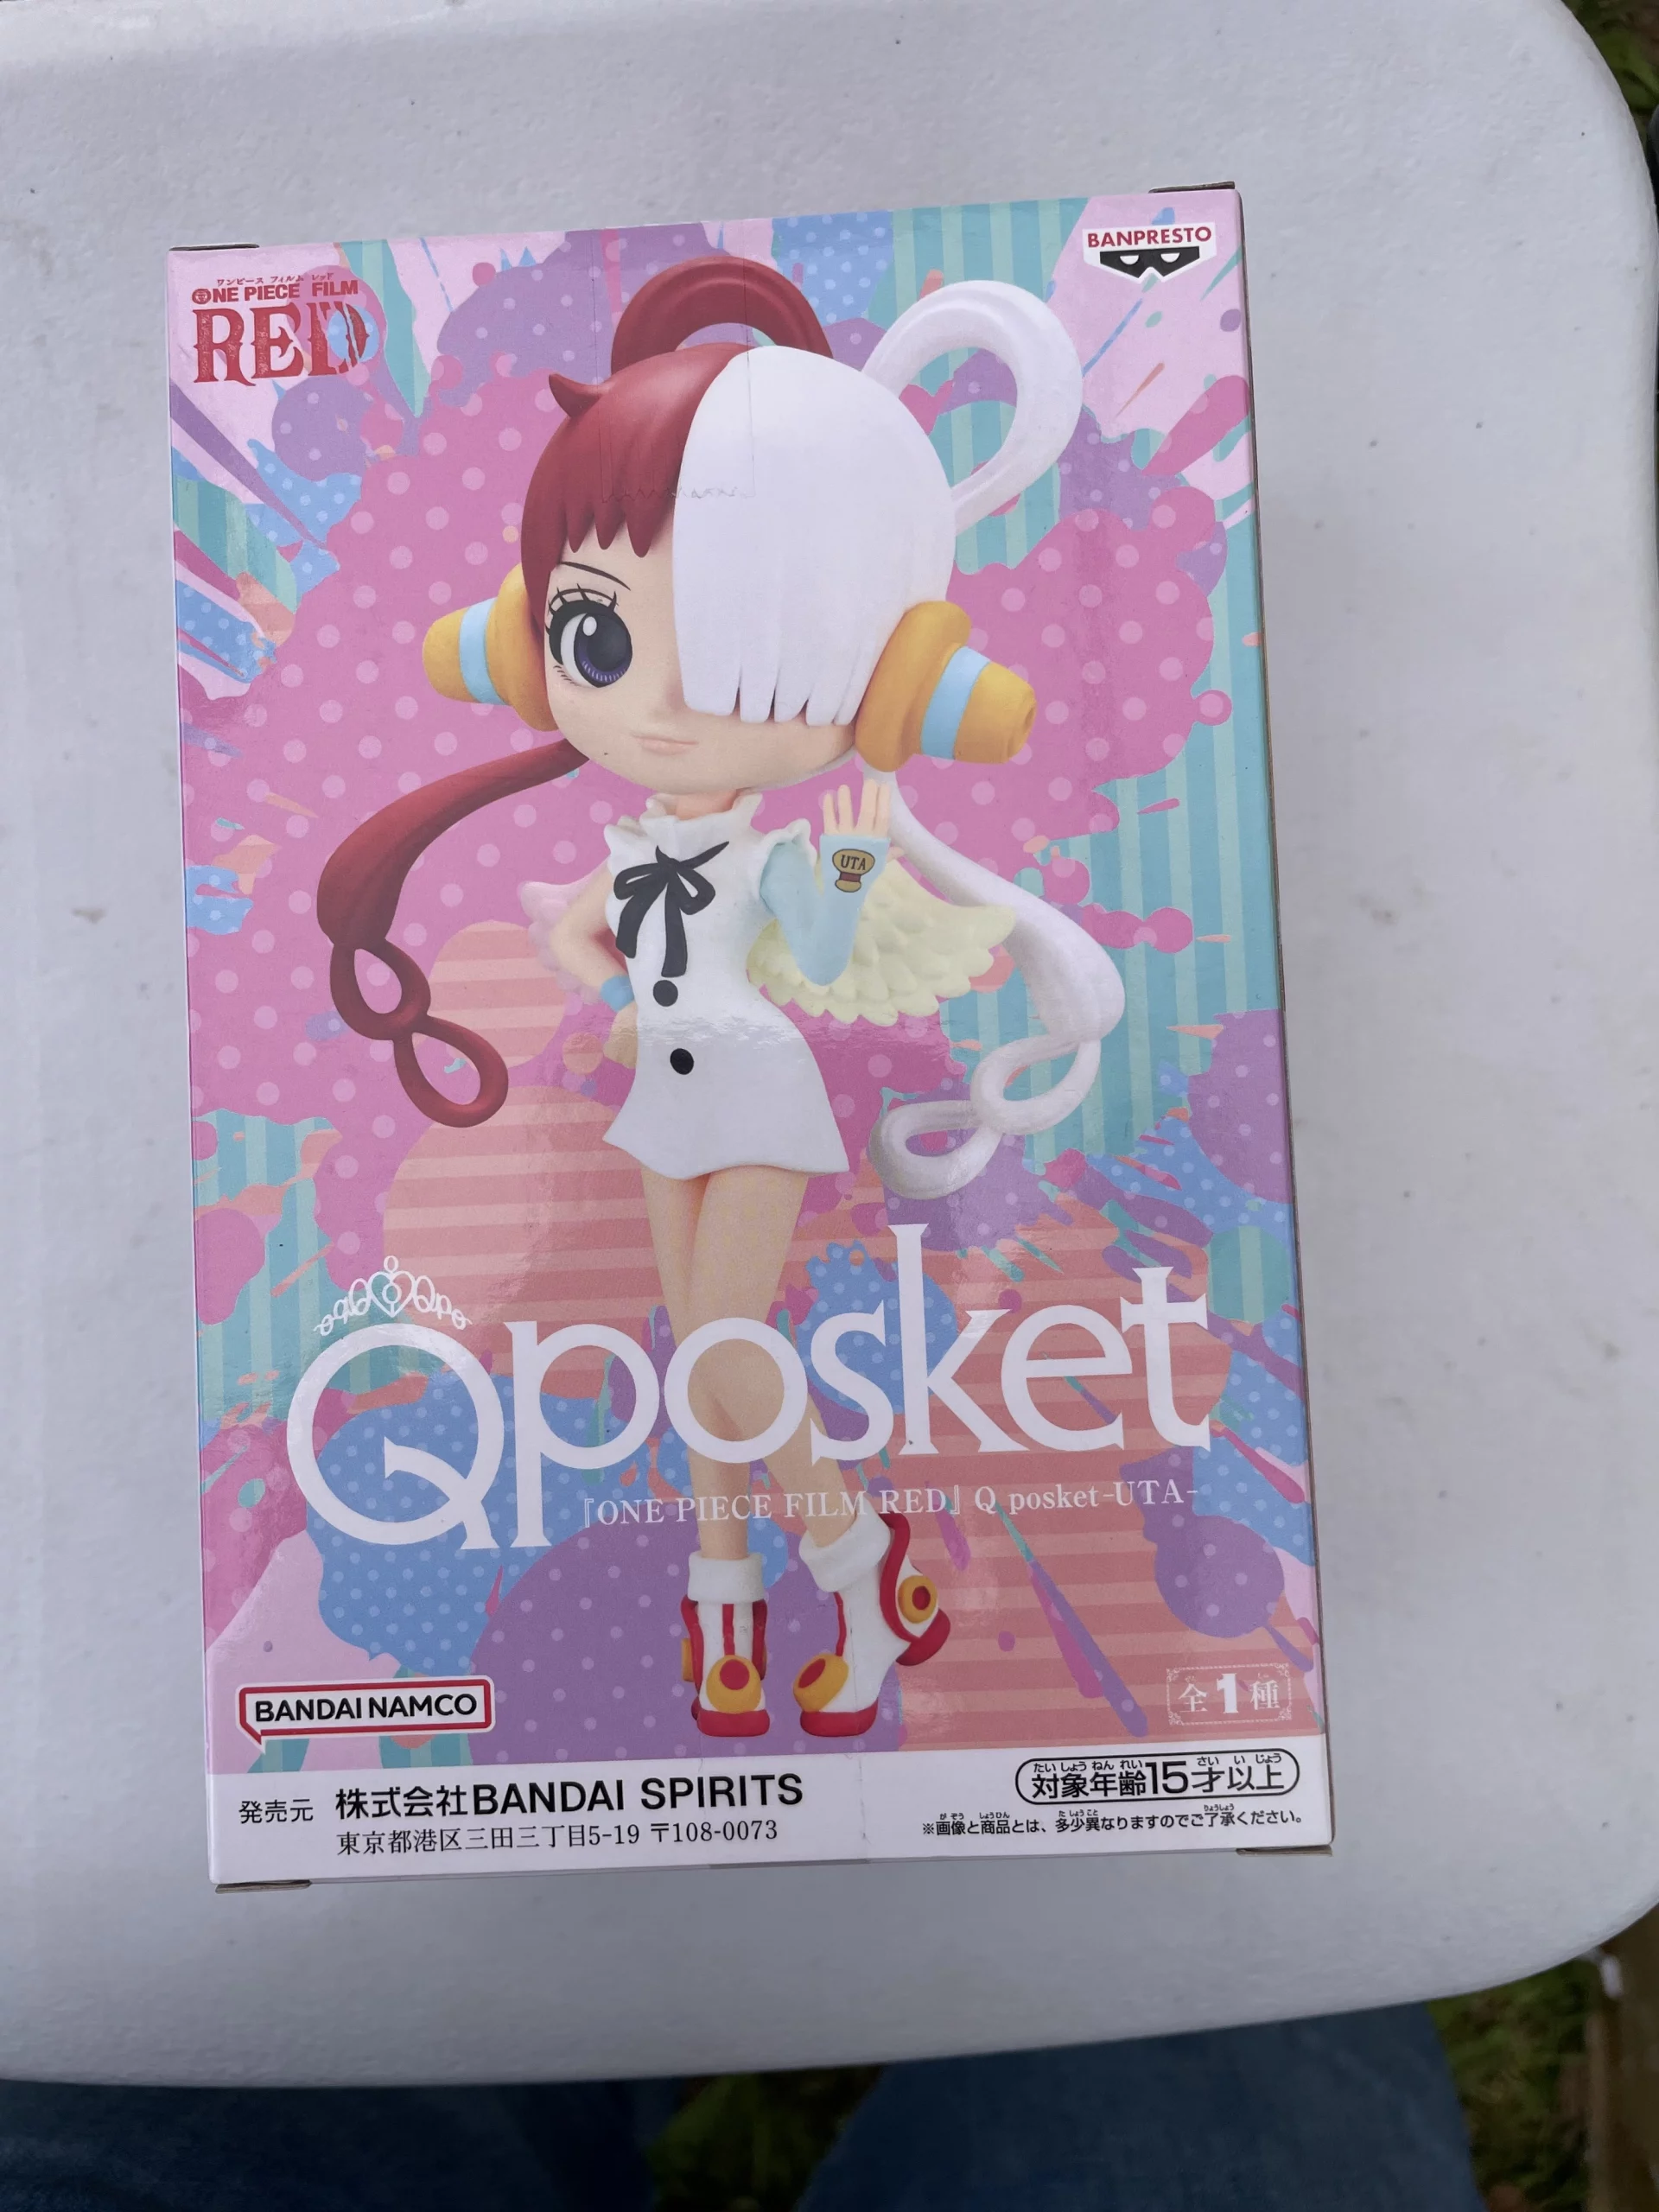 ワンピース フィルム レッド
ONE PIECE FILM
RED
BANPRESTO
UTA
Qposket
『ONE PIECE FILM RED』 Q posket-UTA-
BANDAI NAMCO
全1種
発売元 株式会社BANDAI SPIRITS
東京都港区三田三丁目5-19 〒108-0073
たいしょうねんれい さい いじょう
対象年齢15才以上
がぞう しょうひん たしょうこと りょうしょう
※画像と商品とは、多少異なりますのでご了承ください。